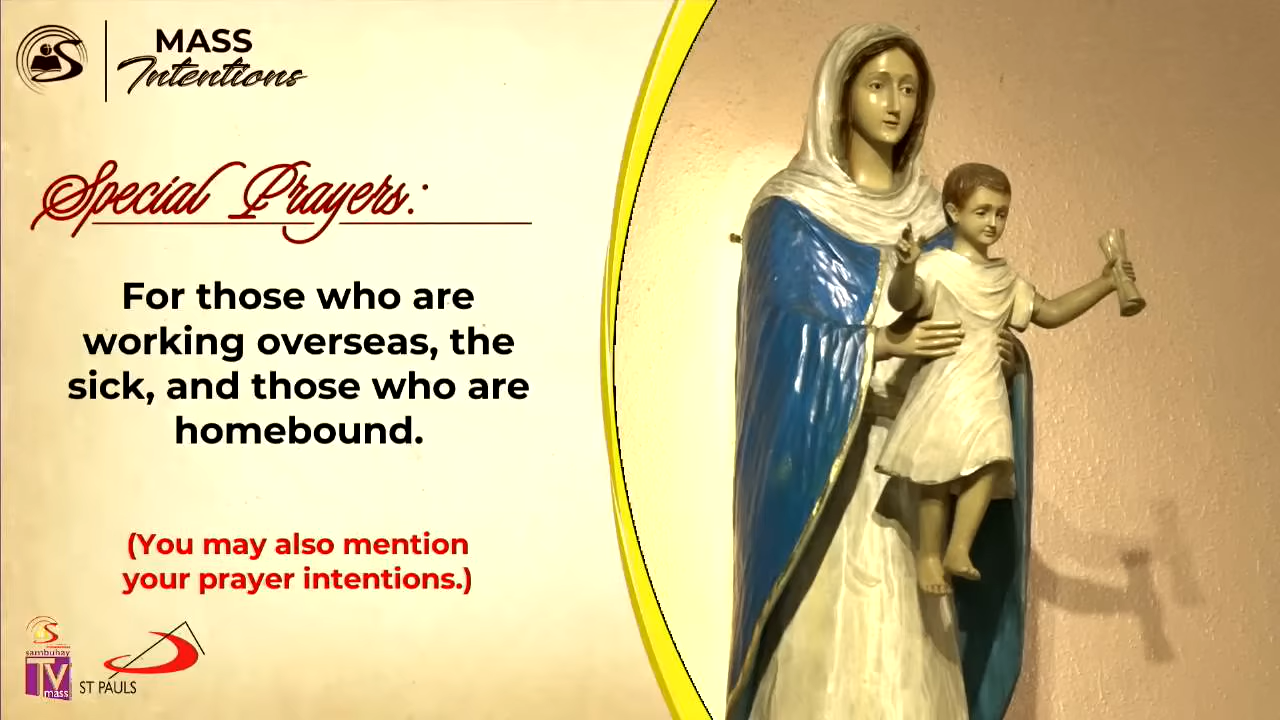 MASS
Intentions
Special Prayers:
For those who are
working overseas, the
sick, and those who are
homebound.
(You may also mention
your prayer intentions.)
sambuhay
TV
mass
ST PAULS